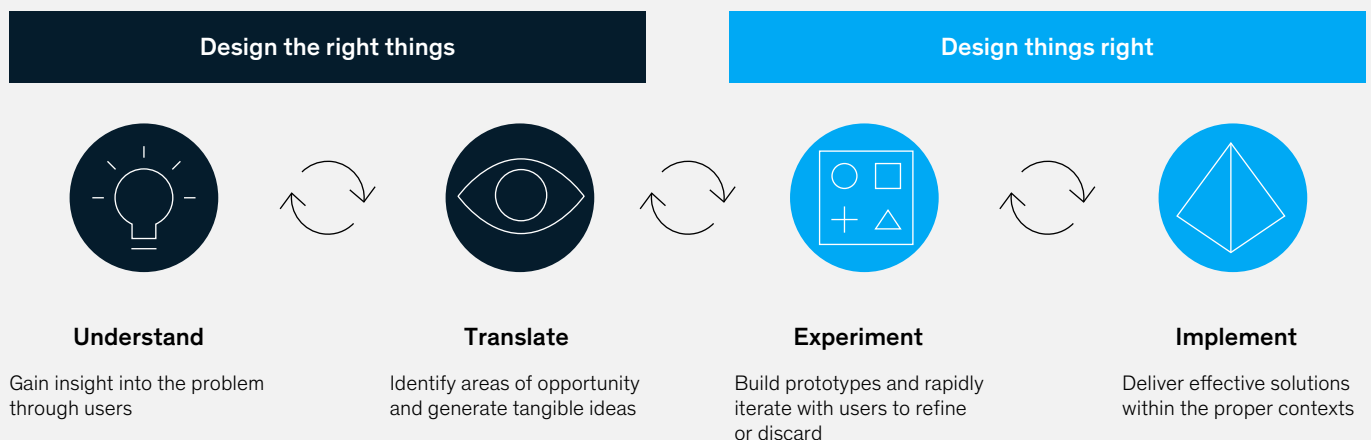 Design the right things
Design things right
Understand
Gain insight into the problem
through users
Translate
Identify areas of opportunity
and generate tangible ideas
Experiment
Build prototypes and rapidly
iterate with users to refine
or discard
Implement
Deliver effective solutions
within the proper contexts